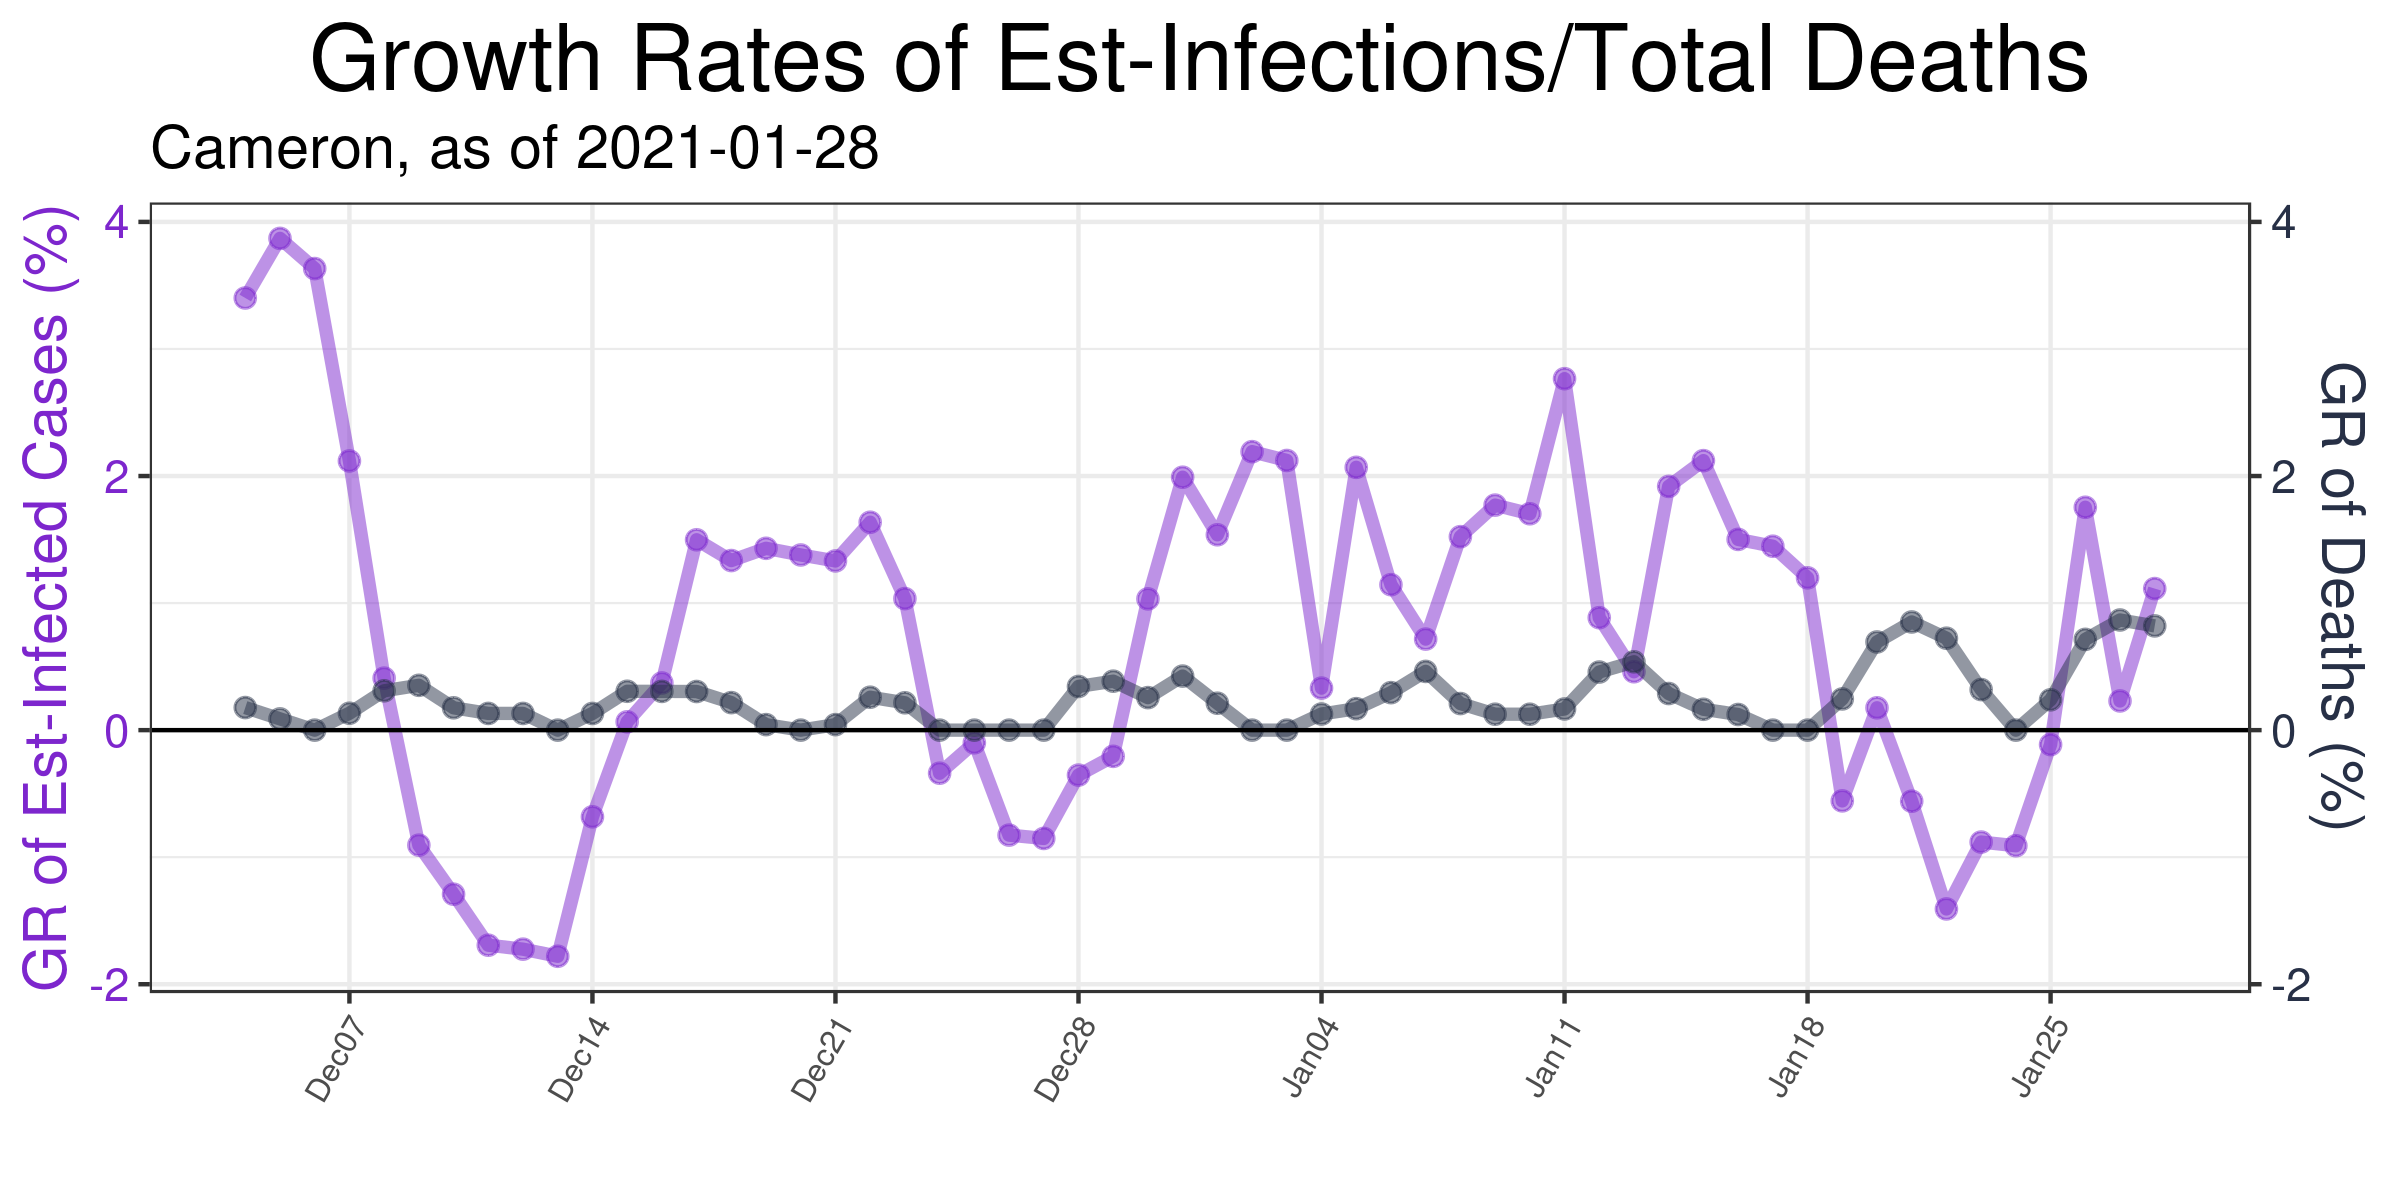 Growth Rates of Est-Infections/Total Deaths
Cameron, as of 2021-01-28
GR of Est-Infected Cases (%)
4
2
0
-2
4
2
0
-2
GR of Deaths (%)
Dec07
Dec14
Dec21
Dec28
Jan04
Jan11
Jan18
Jan25